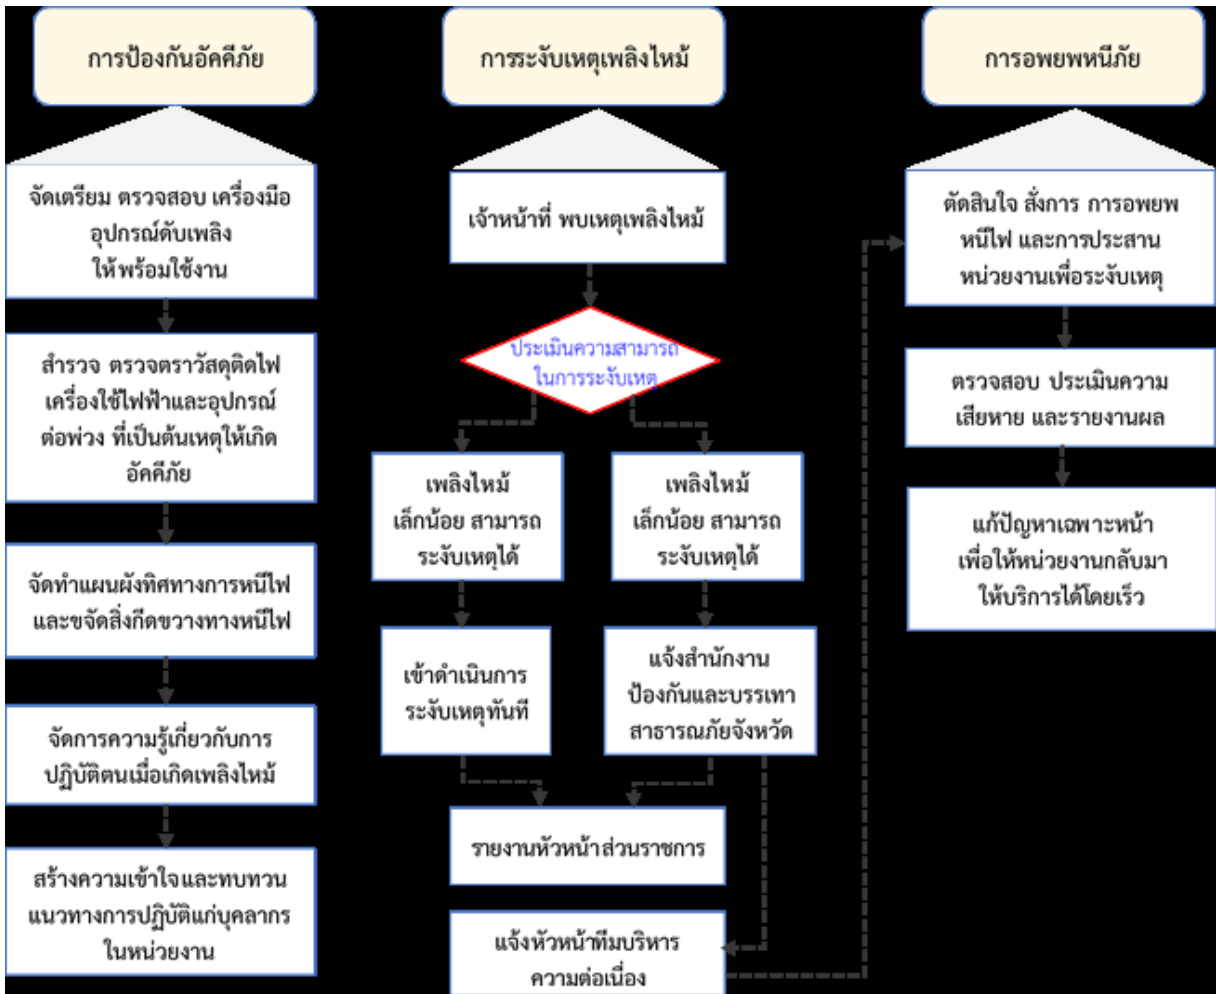 การป้องกันอัคคีภัย
จัดเตรียม ตรวจสอบ เครื่องมือ
อุปกรณ์ดับเพลิง
ให้พร้อมใช้งาน
สำรวจ ตรวจตราวัสดุติดไฟ
เครื่องใช้ไฟฟ้าและอุปกรณ์
ต่อพ่วง ที่เป็นต้นเหตุให้เกิด
อัคคีภัย
จัดทำแผนผังทิศทางการหนีไฟ
และขจัดสิ่งกีดขวางทางหนีไฟ
จัดการความรู้เกี่ยวกับการ
ปฏิบัติตนเมื่อเกิดเพลิงไหม้
สร้างความเข้าใจและทบทวน
แนวทางการปฏิบัติแก่บุคลากร
ในหน่วยงาน
การระงับเหตุเพลิงไหม้
เจ้าหน้าที่ พบเหตุเพลิงไหม้
ประเมินความสามารถ
ในการระงับเหตุ
เพลิงไหม้
เล็กน้อย สามารถ
ระงับเหตุได้
เข้าดำเนินการ
ระงับเหตุทันที
เพลิงไหม้
เล็กน้อย สามารถ
ระงับเหตุได้
แจ้งสำนักงาน
ป้องกันและบรรเทา
สาธารณภัยจังหวัด
รายงานหัวหน้าส่วนราชการ
แจ้งหัวหน้าทีมบริหาร
ความต่อเนื่อง
การอพยพหนีภัย
ตัดสินใจ สั่งการ การอพยพ
หนีไฟ และการประสาน
หน่วยงานเพื่อระงับเหตุ
ตรวจสอบ ประเมินความ
เสียหาย และรายงานผล
แก้ปัญหาเฉพาะหน้า
เพื่อให้หน่วยงานกลับมา
ให้บริการได้โดยเร็ว